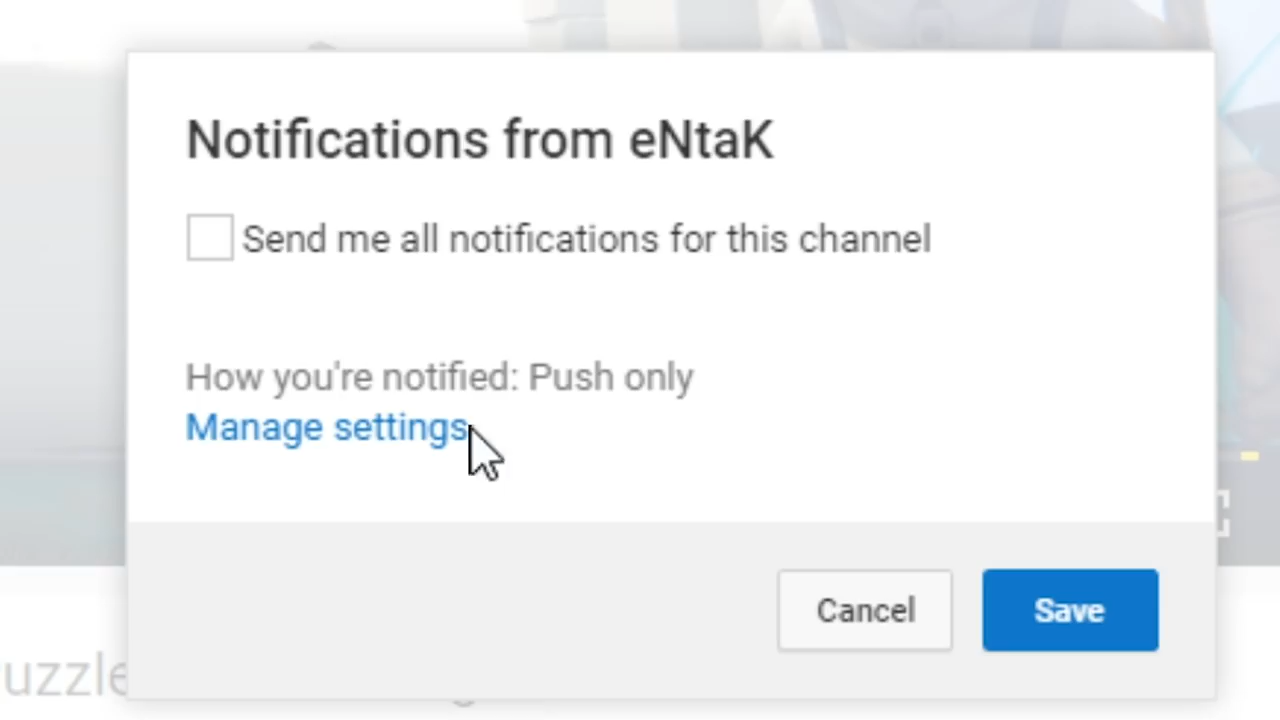 Notifications from eNtaK
Send me all notifications for this channel
How you're notified: Push only
Manage settings
Cancel
Save